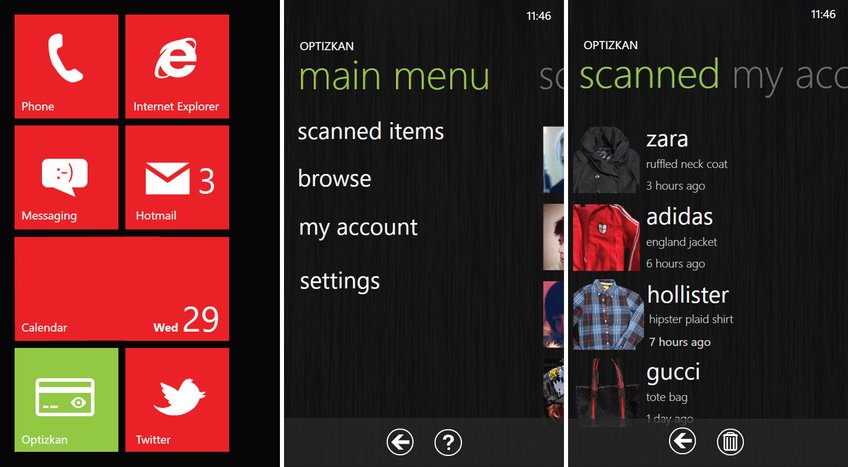 Phone
Internet Explorer
:-)
Messaging
3
Hotmail
Calendar
Wed 29
Optizkan
Twitter
11:46
OPTIZKAN
main menu
sc
scanned items
browse
my account
settings
?
11:46
OPTIZKAN
scanned my acco
zara
ruffled neck coat
3 hours ago
adidas
england jacket
6 hours ago
hollister
hipster plaid shirt
7 hours ago
gucci
tote bag
1 day ago